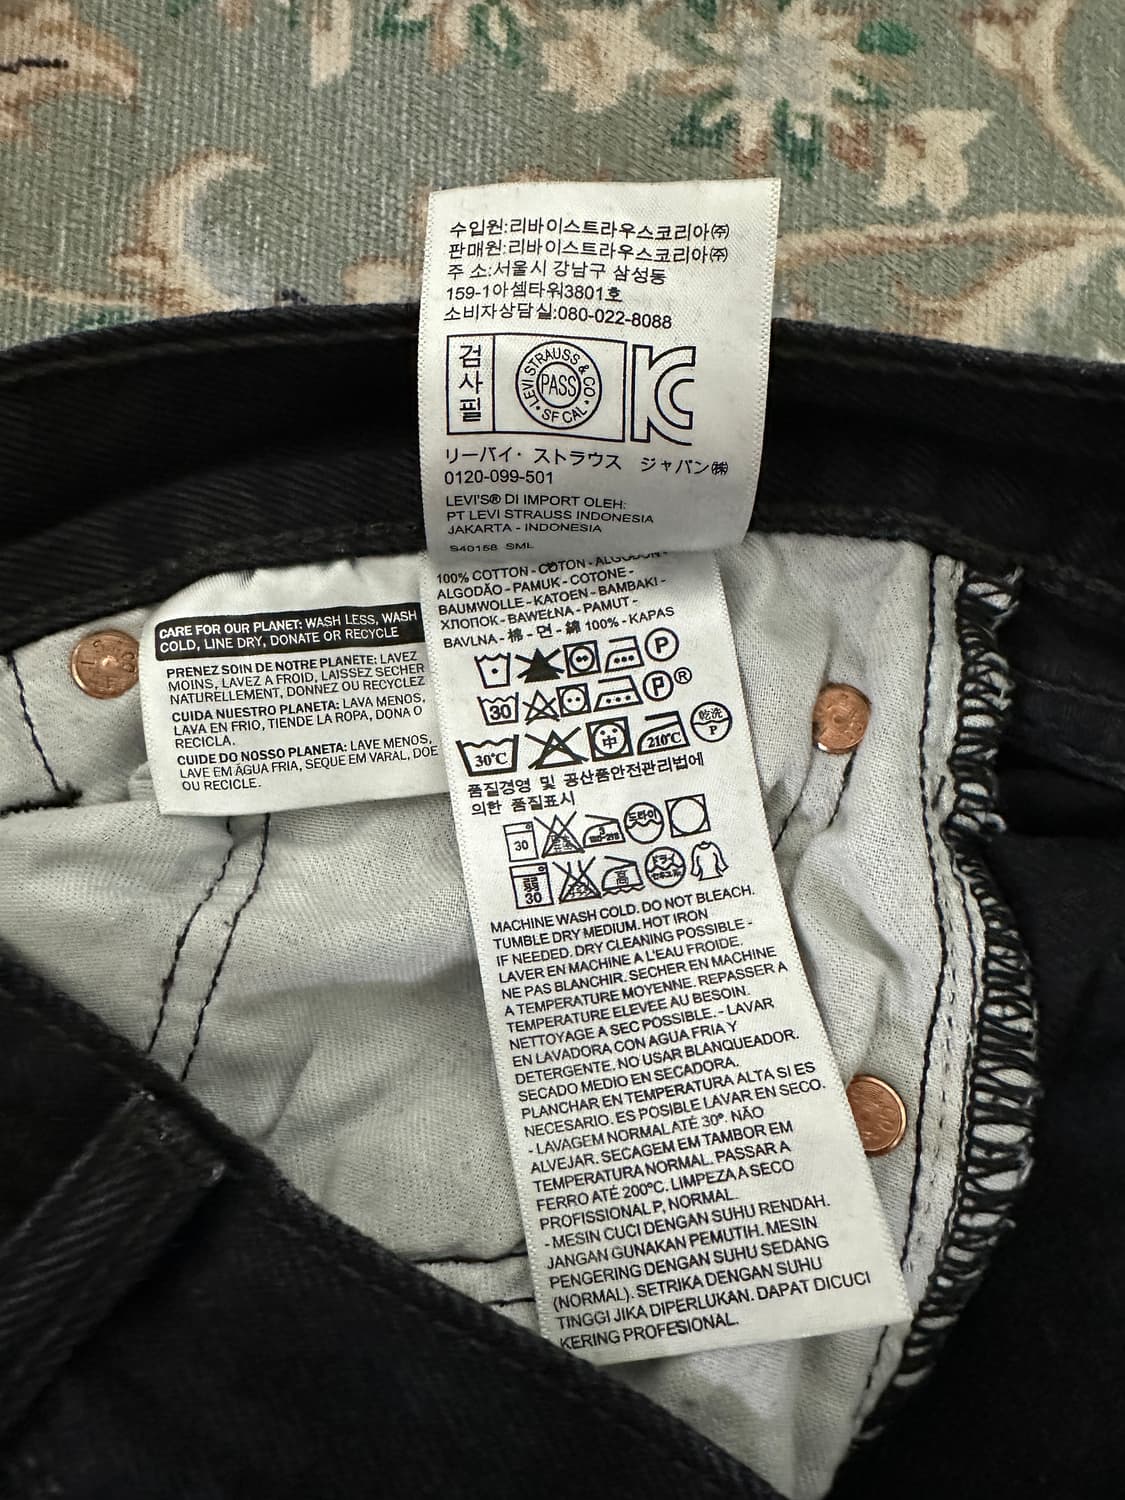 수입원:리바이스트라우스코리아㈜
판매원:리바이스트라우스코리아㈜
주 소:서울시 강남구 삼성동
159-1아셈타워3801호
소비자상담실:080-022-8088
검
사
필
LEVI STRAUSS & CO
PASS
SF CAL
リーバイ・ストラウス ジャパン㈱
0120-099-501
LEVI'S® DI IMPORT OLEH:
PT LEVI STRAUSS INDONESIA
JAKARTA - INDONESIA
S40158 SML
100% COTTON - COTON - ALGODON -
ALGODÃO - PAMUK - COTONE -
BAUMWOLLE - KATOEN - BAMBAKI -
ХЛОПОК - BAWEŁNA - PAMUT -
BAVLNA - 棉 - 면 - 綿 100% - KAPAS
P
30 P ®
30℃ 中 210℃ 乾洗 P
품질경영 및 공산품안전관리법에
의한 품질표시
30 드라이
弱 30 高 ドライ
MACHINE WASH COLD. DO NOT BLEACH.
TUMBLE DRY MEDIUM. HOT IRON
IF NEEDED. DRY CLEANING POSSIBLE -
LAVER EN MACHINE A L'EAU FROIDE.
NE PAS BLANCHIR. SECHER EN MACHINE
A TEMPERATURE MOYENNE. REPASSER A
TEMPERATURE ELEVEE AU BESOIN.
NETTOYAGE A SEC POSSIBLE. - LAVAR
EN LAVADORA CON AGUA FRIA Y
DETERGENTE. NO USAR BLANQUEADOR.
SECADO MEDIO EN SECADORA.
PLANCHAR EN TEMPERATURA ALTA SI ES
NECESARIO. ES POSIBLE LAVAR EN SECO.
- LAVAGEM NORMAL ATÉ 30º. NÃO
ALVEJAR. SECAGEM EM TAMBOR EM
TEMPERATURA NORMAL. PASSAR A
FERRO ATÉ 200ºC. LIMPEZA A SECO
PROFISSIONAL P, NORMAL.
- MESIN CUCI DENGAN SUHU RENDAH.
JANGAN GUNAKAN PEMUTIH. MESIN
PENGERING DENGAN SUHU SEDANG
(NORMAL). SETRIKA DENGAN SUHU
TINGGI JIKA DIPERLUKAN. DAPAT DICUCI
KERING PROFESIONAL.
CARE FOR OUR PLANET: WASH LESS, WASH
COLD, LINE DRY, DONATE OR RECYCLE
PRENEZ SOIN DE NOTRE PLANETE: LAVEZ
MOINS, LAVEZ A FROID, LAISSEZ SECHER
NATURELLEMENT, DONNEZ OU RECYCLEZ
CUIDA NUESTRO PLANETA: LAVA MENOS,
LAVA EN FRIO, TIENDE LA ROPA, DONA O
RECICLA.
CUIDE DO NOSSO PLANETA: LAVE MENOS,
LAVE EM ÁGUA FRIA, SEQUE EM VARAL, DOE
OU RECICLE.